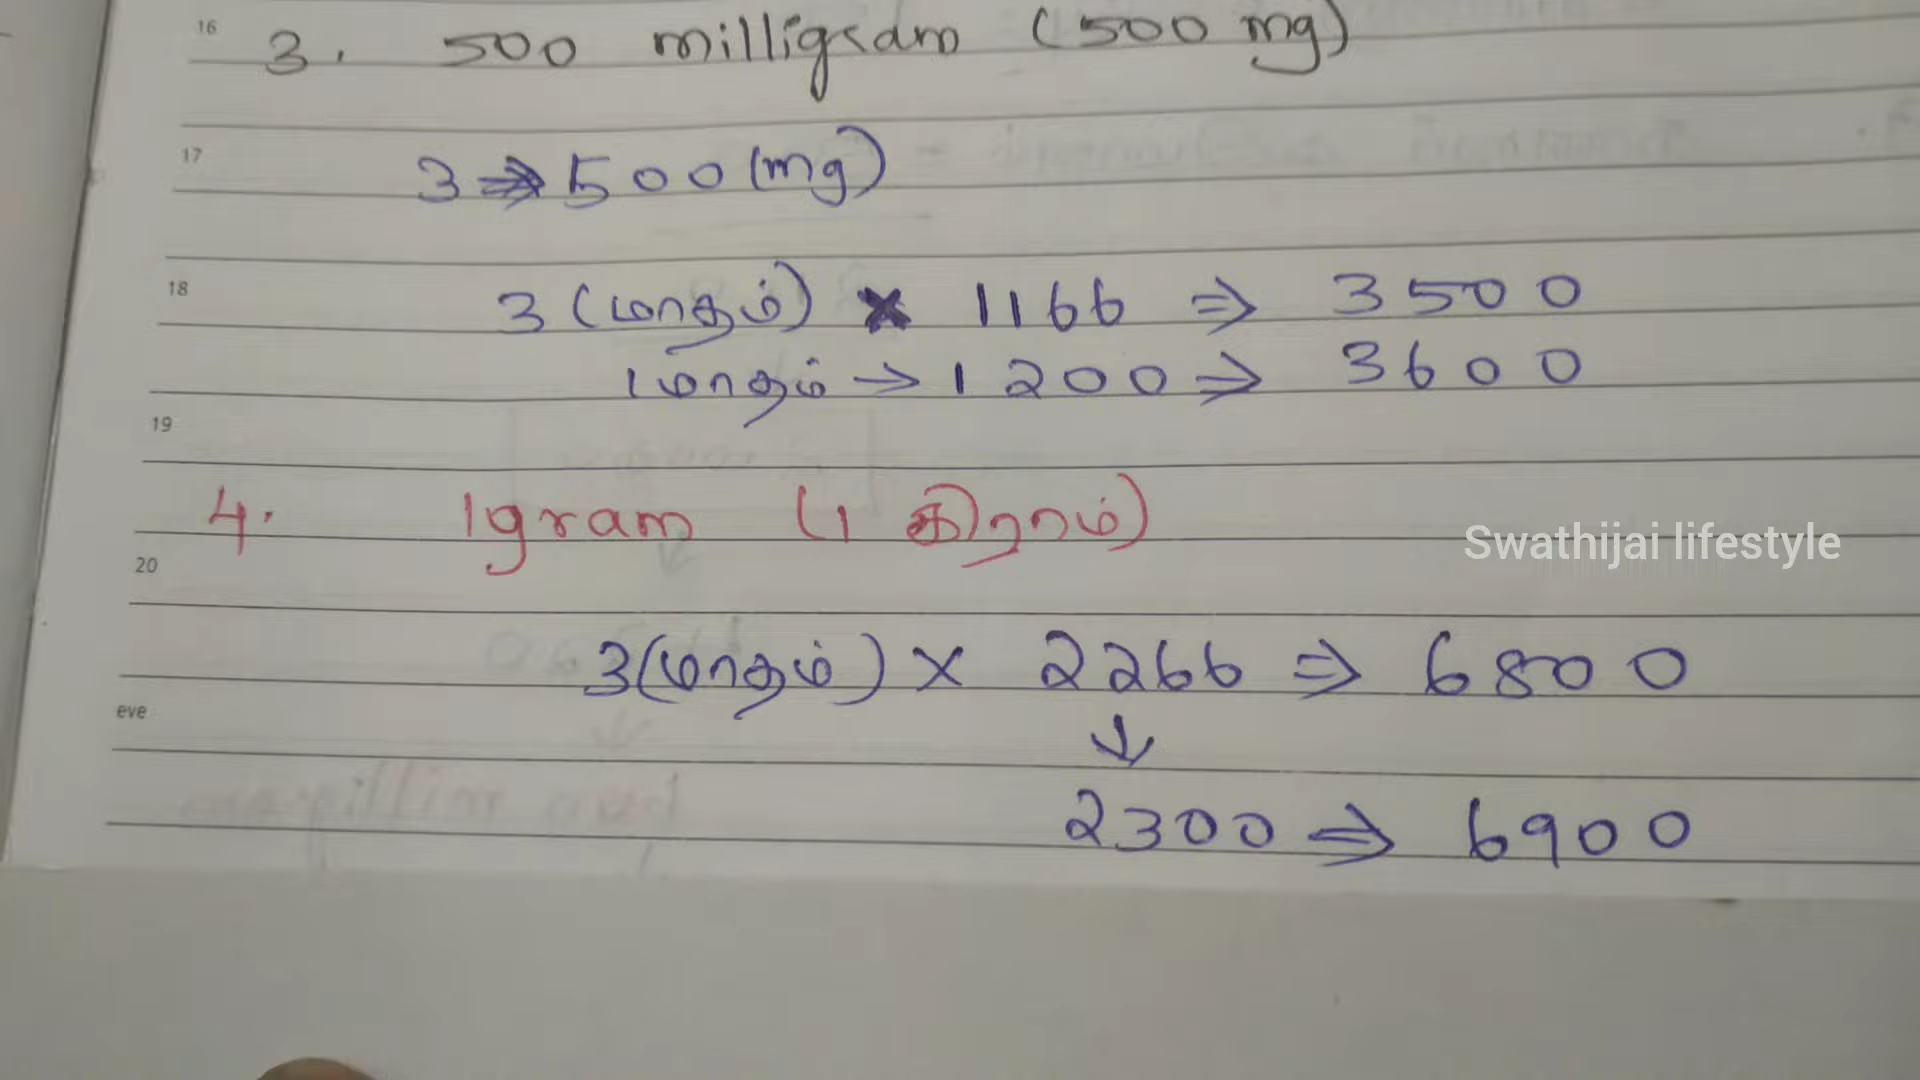 16
3. 500 milligram (500 mg)
17
3 ⇒ 500 (mg)
18
3 (மாதம்) × 1166 ⇒ 3500
1 மாதம் → 1200 ⇒ 3600
19
4. 1gram (1 கிராம்)
Swathijai lifestyle
20
3 (மாதம்) × 2266 ⇒ 6800
eve
↓
2300 ⇒ 6900